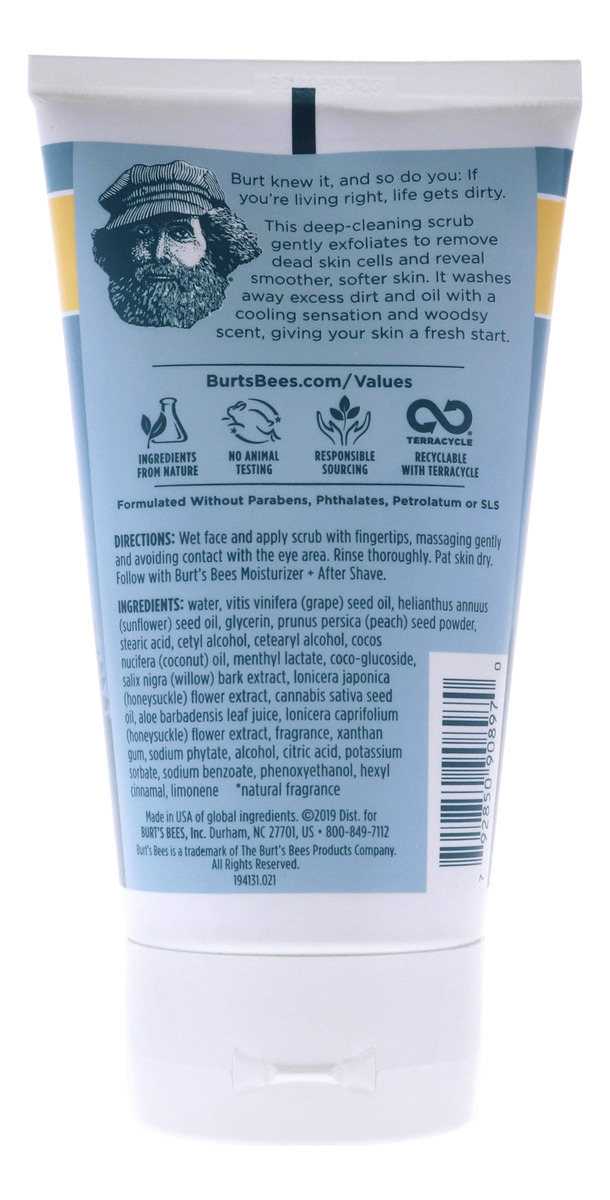 Burt knew it, and so do you: If
you're living right, life gets dirty.
This deep-cleaning scrub
gently exfoliates to remove
dead skin cells and reveal
smoother, softer skin. It washes
away excess dirt and oil with a
cooling sensation and woodsy
scent, giving your skin a fresh start.
BurtsBees.com/Values
INGREDIENTS
FROM NATURE
NO ANIMAL
TESTING
RESPONSIBLE
SOURCING
TERRACYCLE
RECYCLABLE
WITH TERRACYCLE
Formulated Without Parabens, Phthalates, Petrolatum or SLS
DIRECTIONS: Wet face and apply scrub with fingertips, massaging gently
and avoiding contact with the eye area. Rinse thoroughly. Pat skin dry.
Follow with Burt's Bees Moisturizer + After Shave.
INGREDIENTS: water, vitis vinifera (grape) seed oil, helianthus annuus
(sunflower) seed oil, glycerin, prunus persica (peach) seed powder,
stearic acid, cetyl alcohol, cetearyl alcohol, cocos
nucifera (coconut) oil, menthyl lactate, coco-glucoside,
salix nigra (willow) bark extract, lonicera japonica
(honeysuckle) flower extract, cannabis sativa seed
oil, aloe barbadensis leaf juice, lonicera caprifolium
(honeysuckle) flower extract, fragrance, xanthan
gum, sodium phytate, alcohol, citric acid, potassium
sorbate, sodium benzoate, phenoxyethanol, hexyl
cinnamal, limonene *natural fragrance
Made in USA of global ingredients. ©2019 Dist. for
BURT'S BEES, Inc. Durham, NC 27701, US • 800-849-7112
Burt's Bees is a trademark of The Burt's Bees Products Company.
All Rights Reserved.
194131.021
7 92850 90897 0